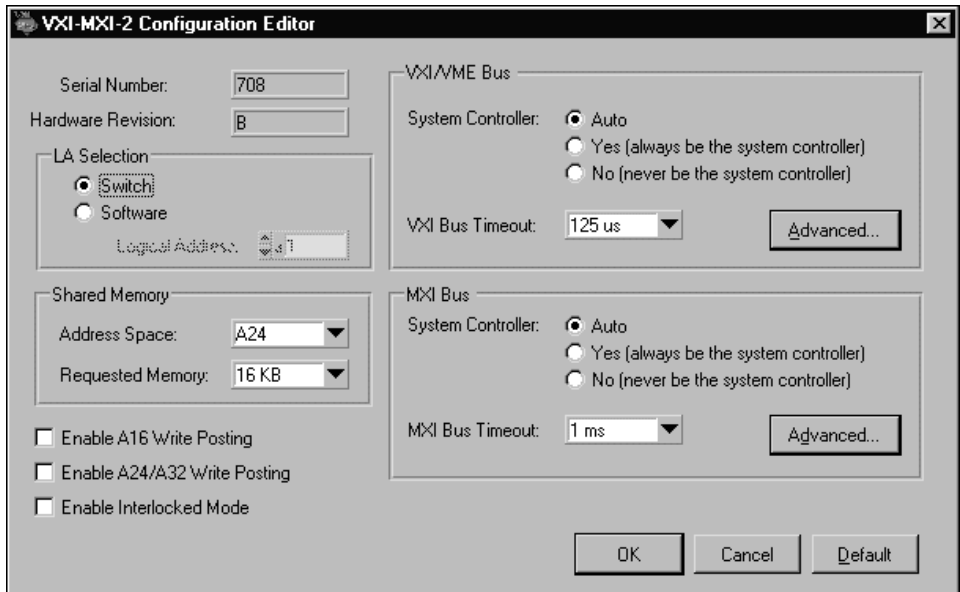 VXI-MXI-2 Configuration Editor
Serial Number: 708
Hardware Revision: B
LA Selection
Switch
Software
Logical Address: 1
Shared Memory
Address Space: A24
Requested Memory: 16 KB
Enable A16 Write Posting
Enable A24/A32 Write Posting
Enable Interlocked Mode
VXI/VME Bus
System Controller: Auto
Yes (always be the system controller)
No (never be the system controller)
VXI Bus Timeout: 125 us
Advanced...
MXI Bus
System Controller: Auto
Yes (always be the system controller)
No (never be the system controller)
MXI Bus Timeout: 1 ms
Advanced...
OK Cancel Default